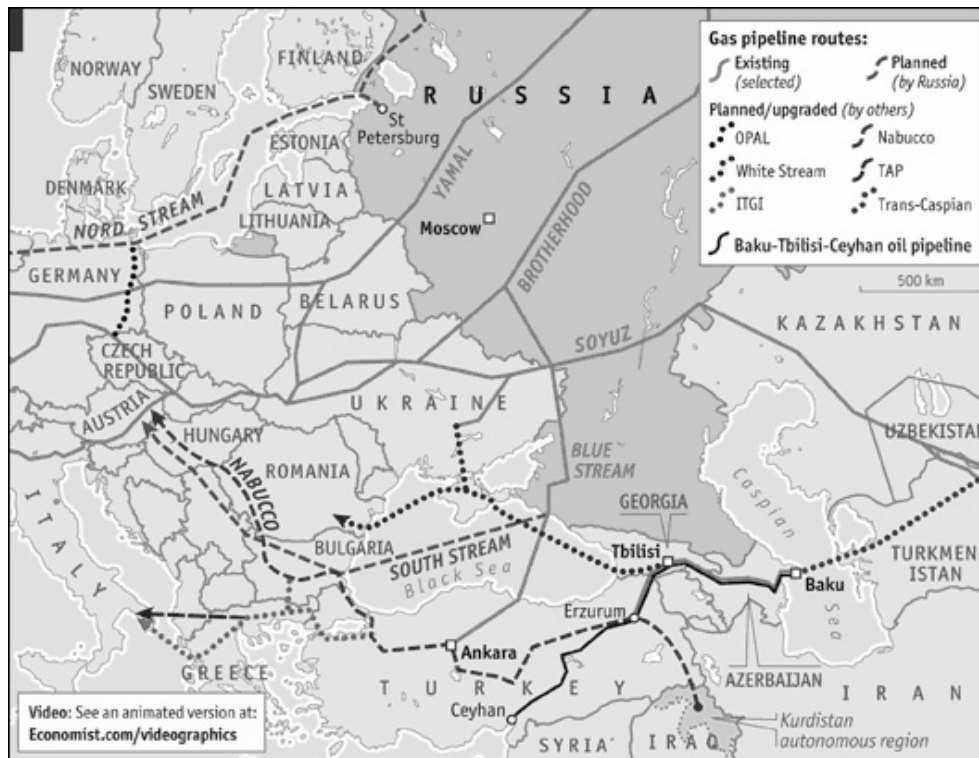 Gas pipeline routes:
Existing
(selected)
Planned
(by Russia)
Planned/upgraded (by others)
OPAL
Nabucco
White Stream
TAP
ITGI
Trans-Caspian
Baku-Tbilisi-Ceyhan oil pipeline
500 km
NORWAY
SWEDEN
FINLAND
RUSSIA
St
Petersburg
ESTONIA
LATVIA
LITHUANIA
DENMARK
NORD STREAM
YAMAL
Moscow
BROTHERHOOD
GERMANY
POLAND
BELARUS
SOYUZ
KAZAKHSTAN
CZECH
REPUBLIC
AUSTRIA
HUNGARY
UKRAINE
UZBEKISTAN
NABUCCO
ROMANIA
BLUE
STREAM
GEORGIA
Caspian
Sea
ITALY
BULGARIA
SOUTH STREAM
Black Sea
Tbilisi
Baku
TURKMEN
ISTAN
Erzurum
Ankara
GREECE
TURKEY
AZERBAIJAN
IRAN
Ceyhan
SYRIA
IRAQ
Kurdistan
autonomous region
Video: See an animated version at:
Economist.com/videographics